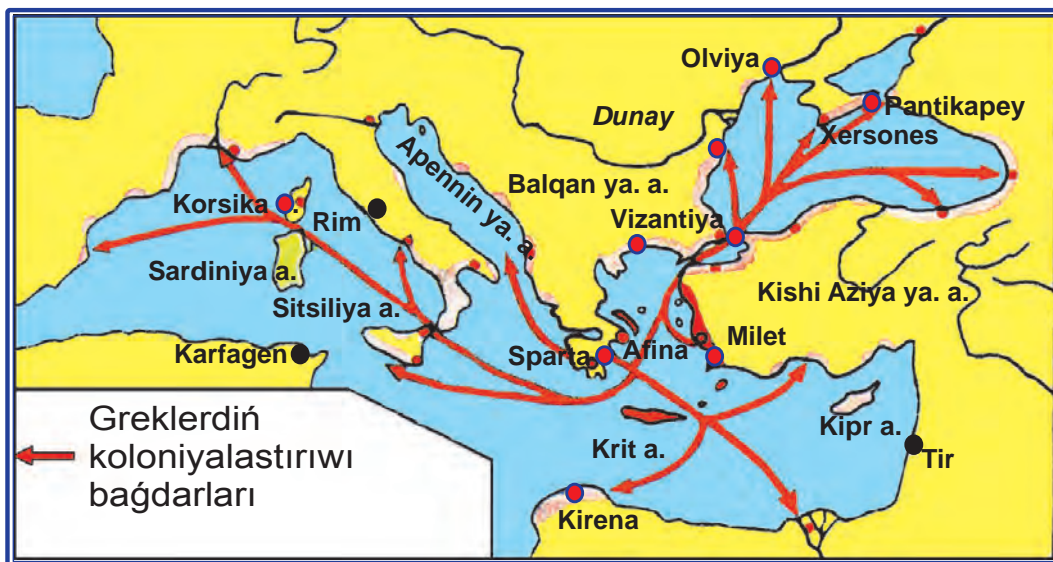 Olviya
Pantikapey
Xersones
Dunay
Apennin ya. a.
Balqan ya. a.
Korsika
Rim
Vizantiya
Sardiniya a.
Kishi Aziya ya. a.
Sitsiliya a.
Karfagen
Sparta
Afina
Milet
Krit a.
Kipr a.
Tir
Kirena
Greklerdiń
koloniyalastırıwı
baǵdarları